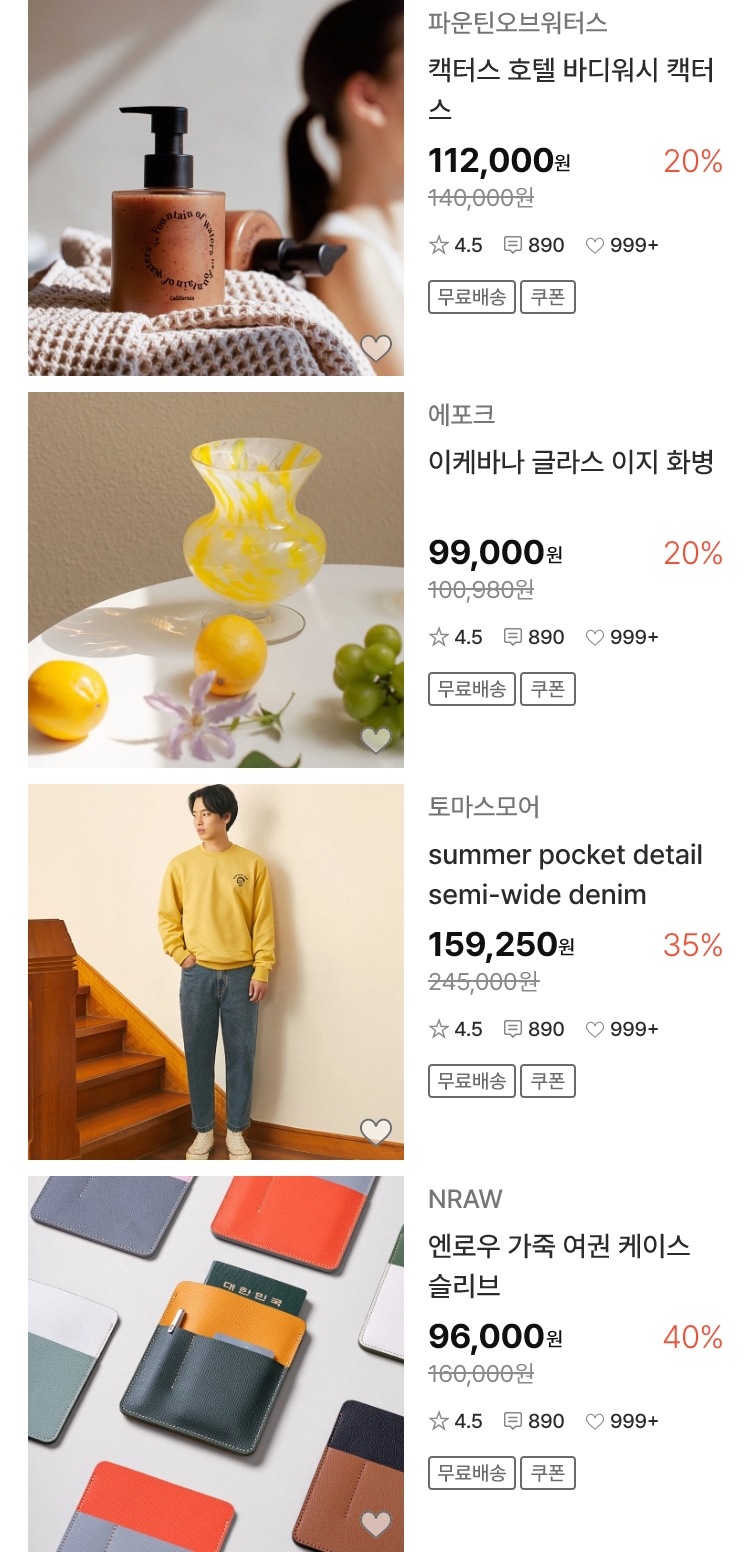 파운틴오브워터스
캑터스 호텔 바디워시 캑터
스
112,000원 20%
140,000원
4.5 890 999+
무료배송 쿠폰
Fountain of Waters Fountain of Waters
California
에포크
이케바나 글라스 이지 화병
99,000원 20%
100,980원
4.5 890 999+
무료배송 쿠폰
토마스모어
summer pocket detail
semi-wide denim
159,250원 35%
245,000원
4.5 890 999+
무료배송 쿠폰
NRAW
엔로우 가죽 여권 케이스
슬리브
96,000원 40%
160,000원
4.5 890 999+
무료배송 쿠폰
대한민국